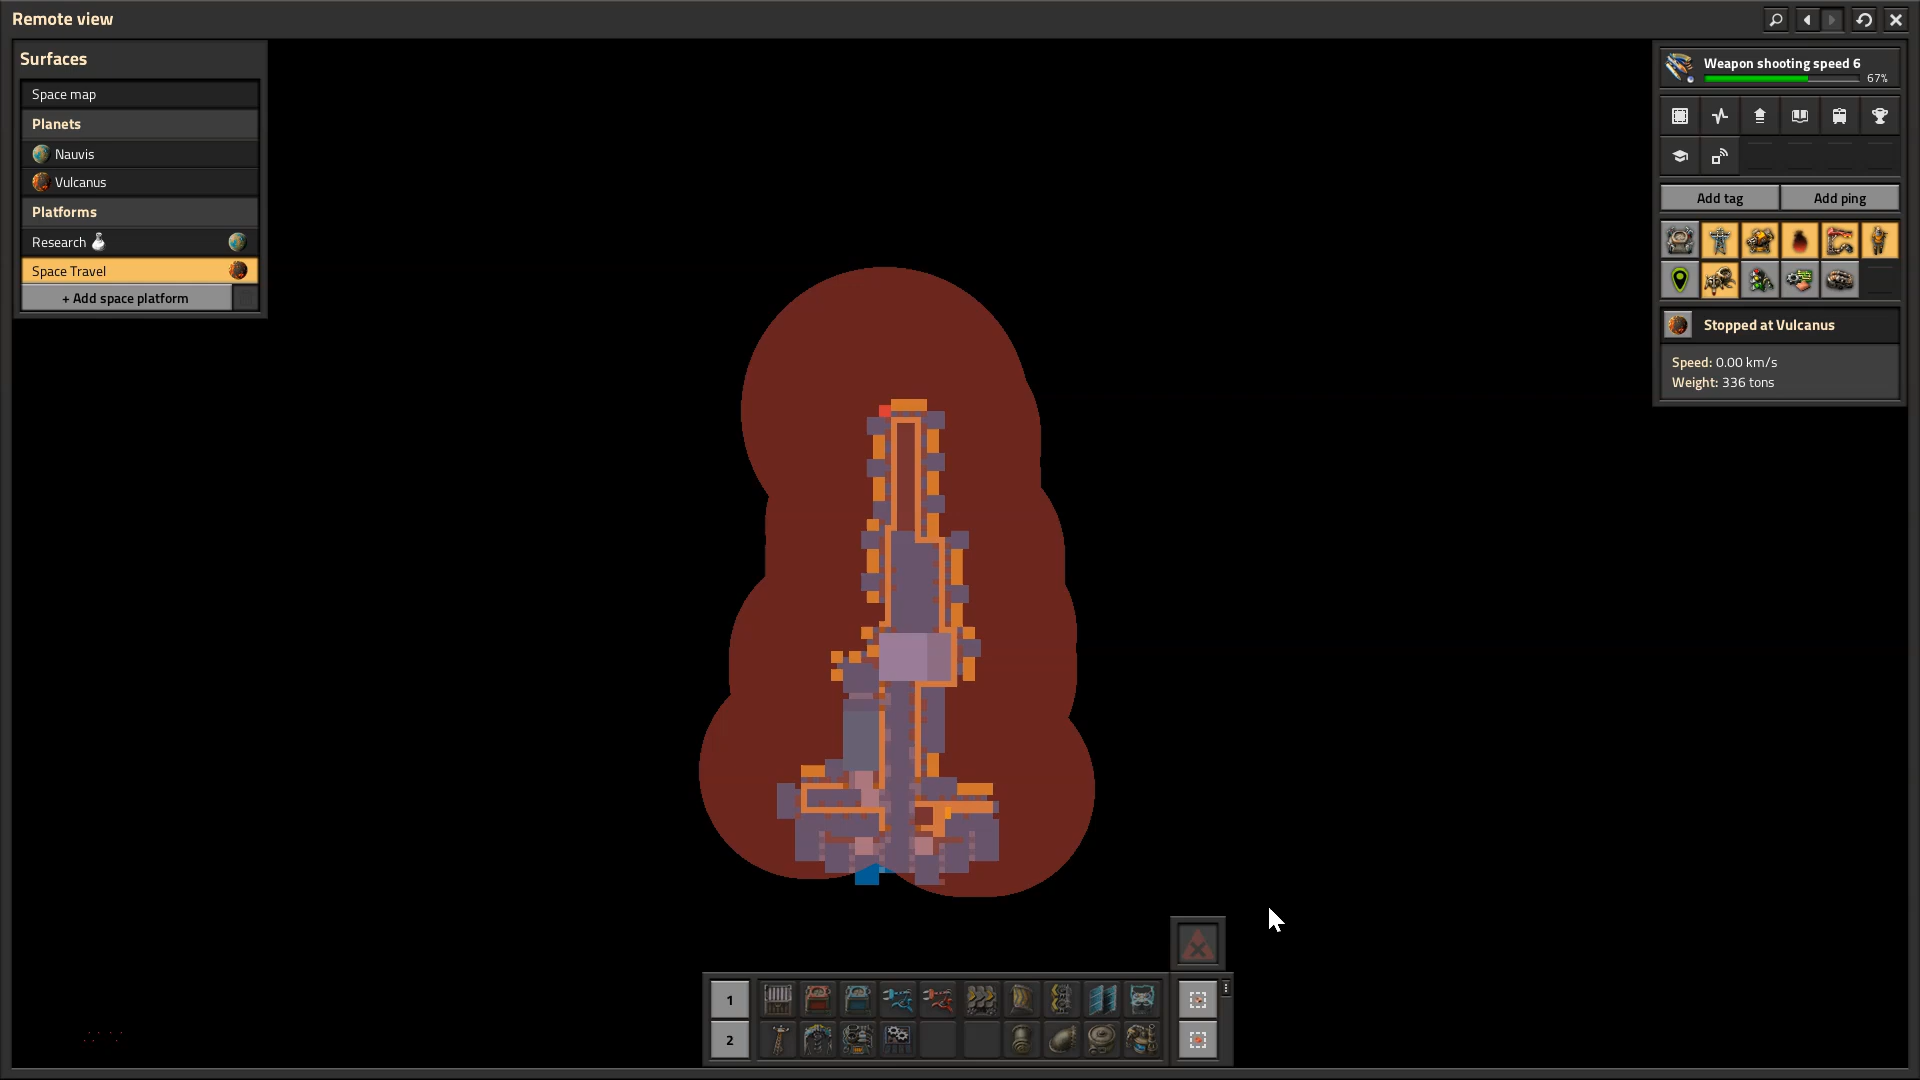 Remote view
Surfaces
Space map
Planets
Nauvis
Vulcanus
Platforms
Research
Space Travel
+ Add space platform
Weapon shooting speed 6
67%
Add tag
Add ping
Stopped at Vulcanus
Speed: 0.00 km/s
Weight: 336 tons
1
2